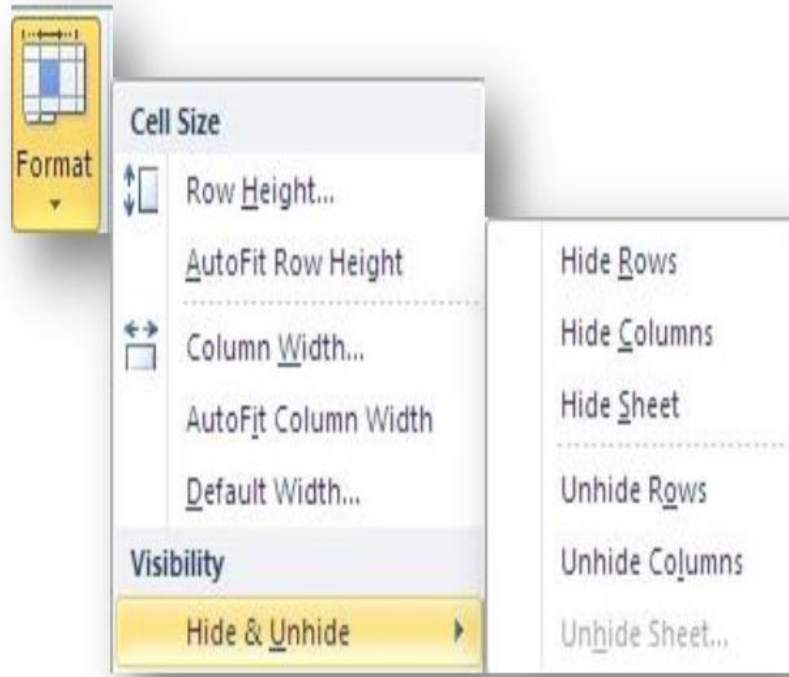 Format
Cell Size
Row Height...
AutoFit Row Height
Column Width...
AutoFit Column Width
Default Width...
Visibility
Hide & Unhide
Hide Rows
Hide Columns
Hide Sheet
Unhide Rows
Unhide Columns
Unhide Sheet...